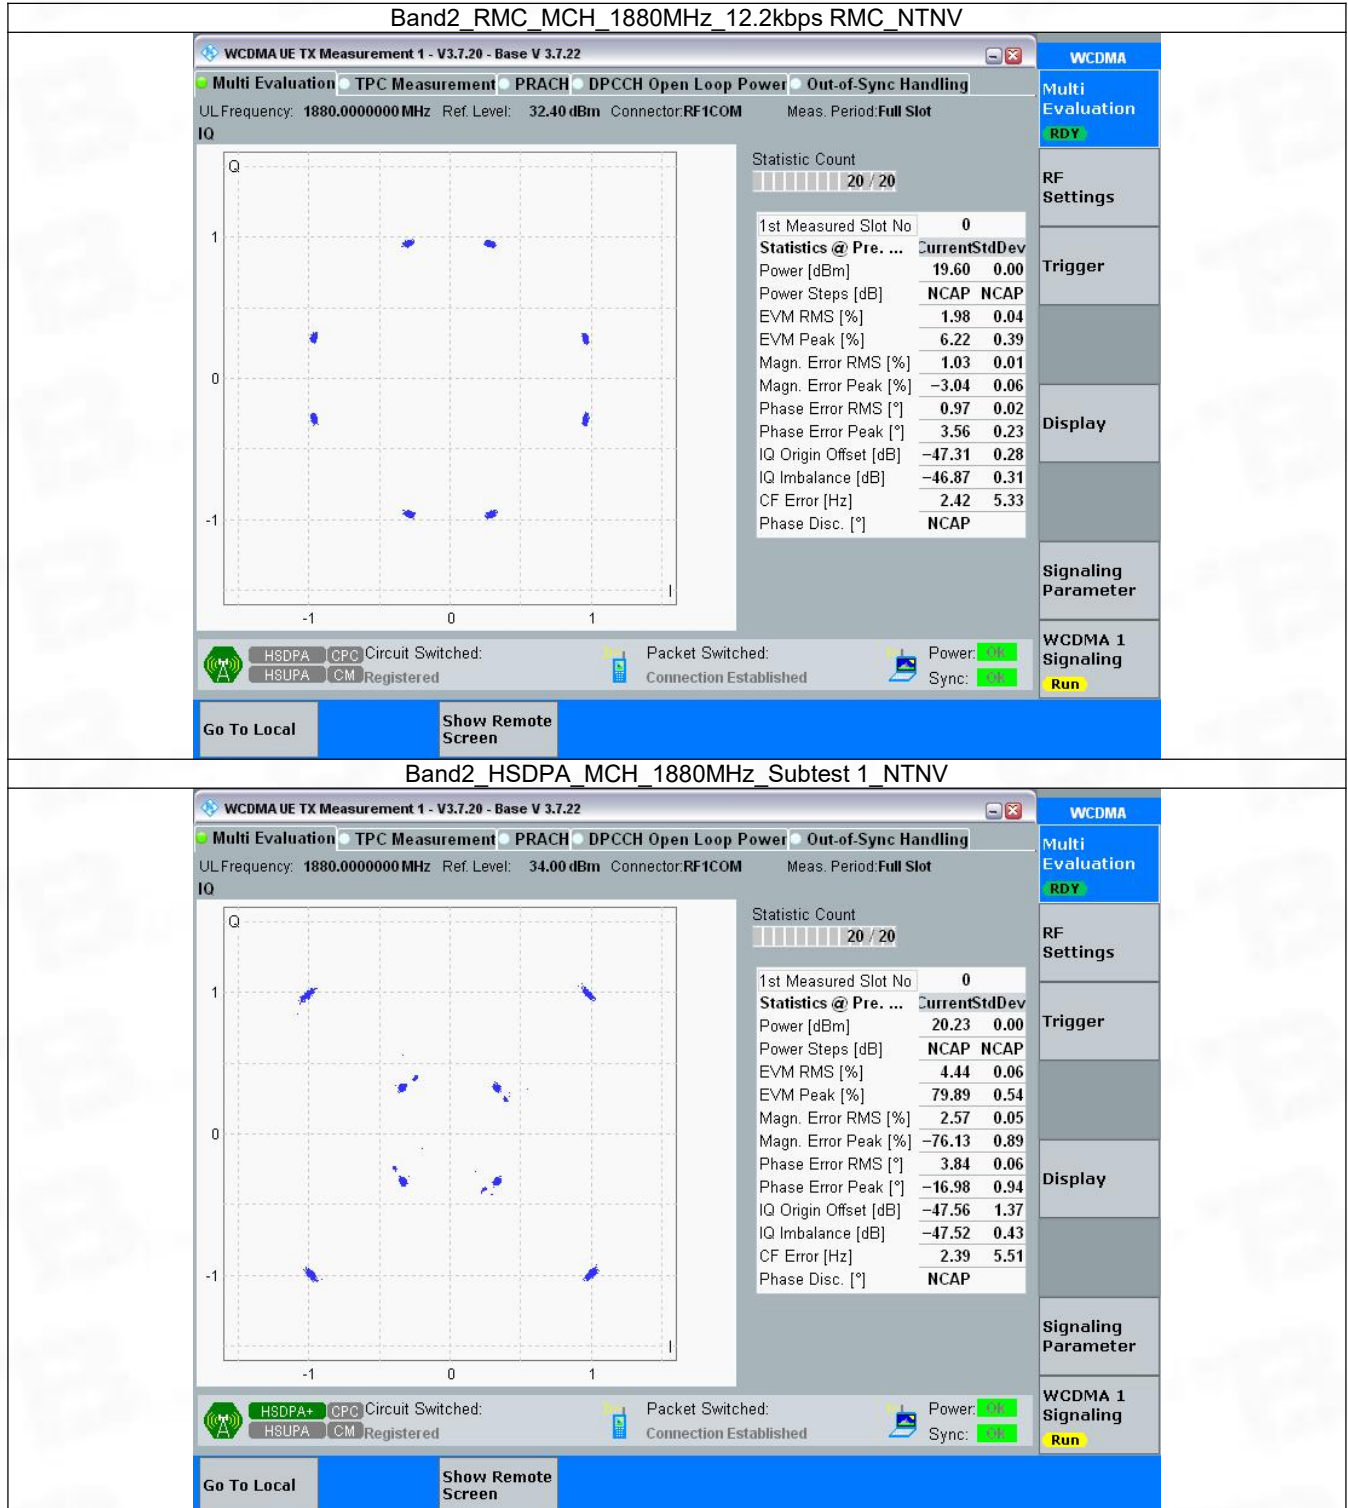 Band2_RMC_MCH_1880MHz_12.2kbps RMC_NTNV
WCDMA UE TX Measurement 1 - V3.7.20 - Base V 3.7.22
WCDMA
Multi Evaluation TPC Measurement PRACH DPCCH Open Loop Power Out-of-Sync Handling
Multi
Evaluation
RDY
UL Frequency: 1880.0000000 MHz Ref. Level: 32.40 dBm Connector:RF1COM Meas. Period:Full Slot
IQ
Q
1
0
-1
I
-1 0 1
Statistic Count
20 / 20
1st Measured Slot No 0
Statistics @ Pre. ... CurrentStdDev
Power [dBm] 19.60 0.00
Power Steps [dB] NCAP NCAP
EVM RMS [%] 1.98 0.04
EVM Peak [%] 6.22 0.39
Magn. Error RMS [%] 1.03 0.01
Magn. Error Peak [%] −3.04 0.06
Phase Error RMS [°] 0.97 0.02
Phase Error Peak [°] 3.56 0.23
IQ Origin Offset [dB] −47.31 0.28
IQ Imbalance [dB] −46.87 0.31
CF Error [Hz] 2.42 5.33
Phase Disc. [°] NCAP
RF
Settings
Trigger
Display
Signaling
Parameter
WCDMA 1
Signaling
Run
HSDPA CPC Circuit Switched: Packet Switched: Power: OK
HSUPA CM Registered Connection Established Sync: OK
Go To Local
Show Remote
Screen
Band2_HSDPA_MCH_1880MHz_Subtest 1_NTNV
WCDMA UE TX Measurement 1 - V3.7.20 - Base V 3.7.22
WCDMA
Multi Evaluation TPC Measurement PRACH DPCCH Open Loop Power Out-of-Sync Handling
Multi
Evaluation
RDY
UL Frequency: 1880.0000000 MHz Ref. Level: 34.00 dBm Connector:RF1COM Meas. Period:Full Slot
IQ
Q
1
0
-1
I
-1 0 1
Statistic Count
20 / 20
1st Measured Slot No 0
Statistics @ Pre. ... CurrentStdDev
Power [dBm] 20.23 0.00
Power Steps [dB] NCAP NCAP
EVM RMS [%] 4.44 0.06
EVM Peak [%] 79.89 0.54
Magn. Error RMS [%] 2.57 0.05
Magn. Error Peak [%] −76.13 0.89
Phase Error RMS [°] 3.84 0.06
Phase Error Peak [°] −16.98 0.94
IQ Origin Offset [dB] −47.56 1.37
IQ Imbalance [dB] −47.52 0.43
CF Error [Hz] 2.39 5.51
Phase Disc. [°] NCAP
RF
Settings
Trigger
Display
Signaling
Parameter
WCDMA 1
Signaling
Run
HSDPA+ CPC Circuit Switched: Packet Switched: Power: OK
HSUPA CM Registered Connection Established Sync: OK
Go To Local
Show Remote
Screen